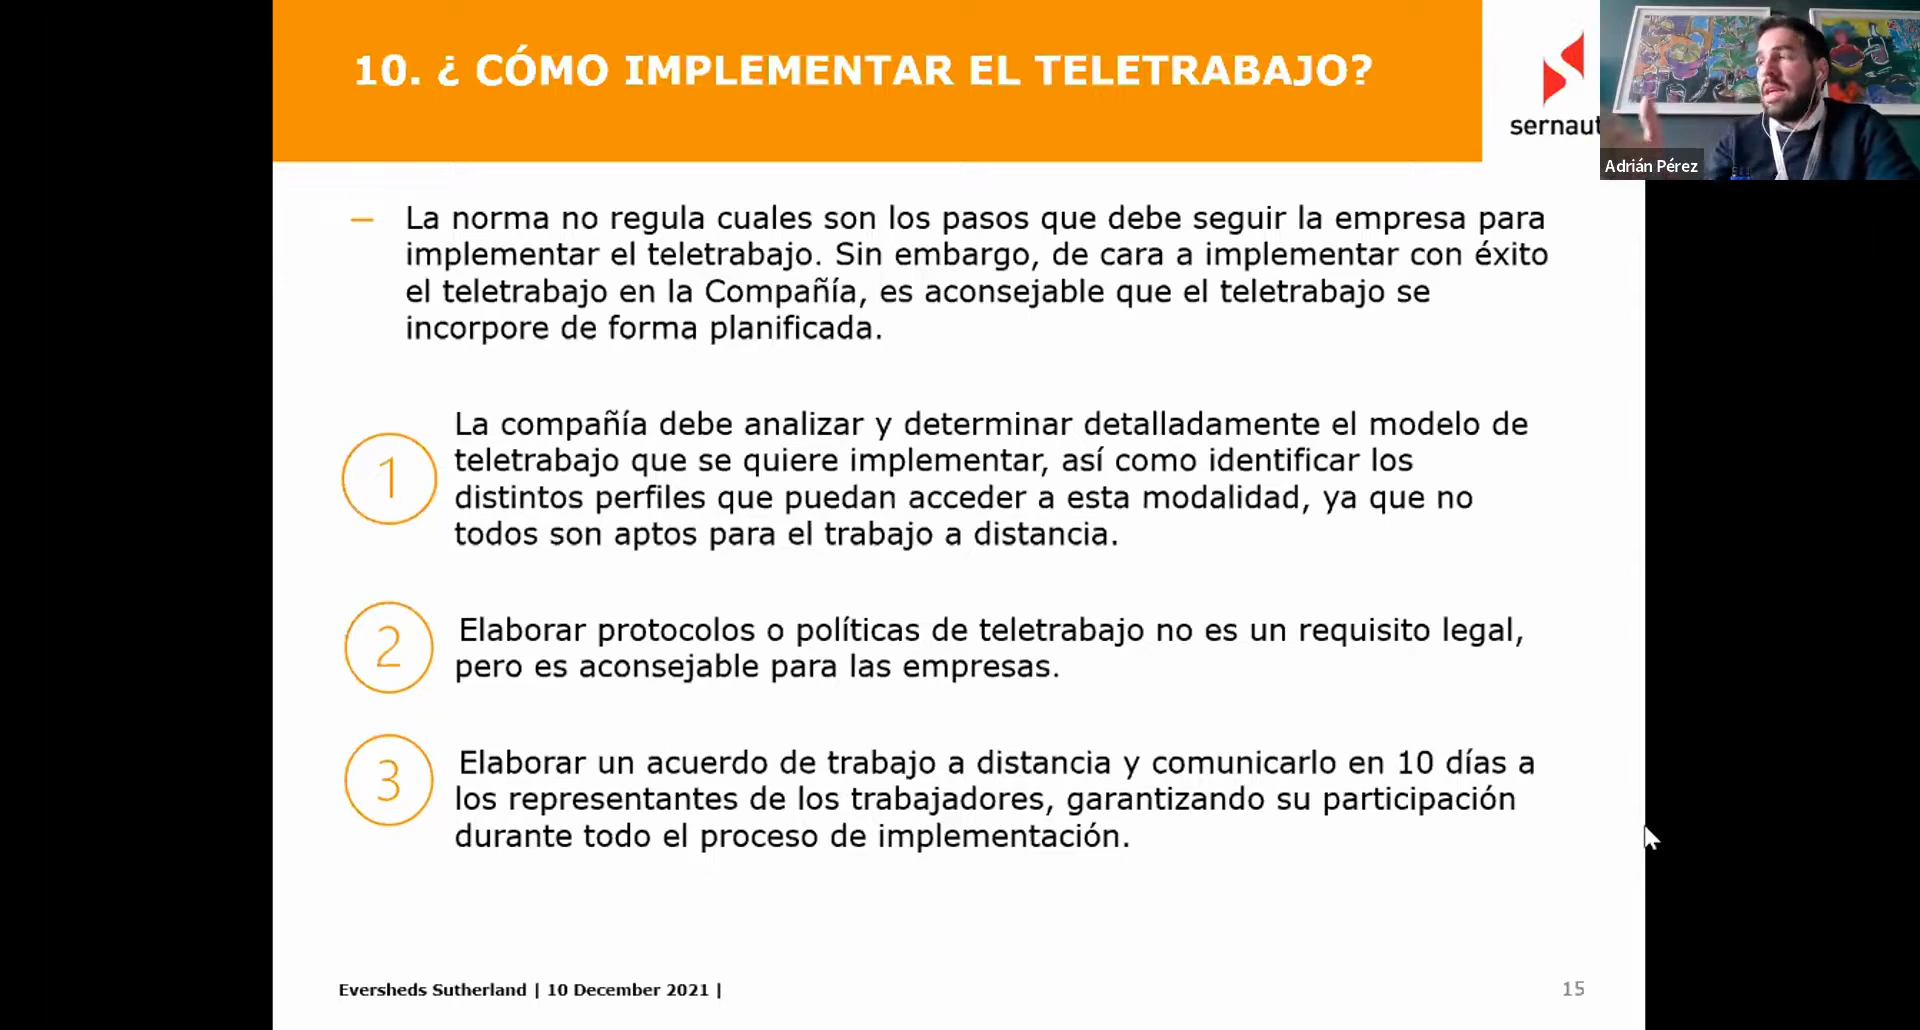 10. ¿ CÓMO IMPLEMENTAR EL TELETRABAJO?
sernaut
Adrián Pérez
– La norma no regula cuales son los pasos que debe seguir la empresa para
implementar el teletrabajo. Sin embargo, de cara a implementar con éxito
el teletrabajo en la Compañía, es aconsejable que el teletrabajo se
incorpore de forma planificada.
1
La compañía debe analizar y determinar detalladamente el modelo de
teletrabajo que se quiere implementar, así como identificar los
distintos perfiles que puedan acceder a esta modalidad, ya que no
todos son aptos para el trabajo a distancia.
2
Elaborar protocolos o políticas de teletrabajo no es un requisito legal,
pero es aconsejable para las empresas.
3
Elaborar un acuerdo de trabajo a distancia y comunicarlo en 10 días a
los representantes de los trabajadores, garantizando su participación
durante todo el proceso de implementación.
Eversheds Sutherland | 10 December 2021 |
15